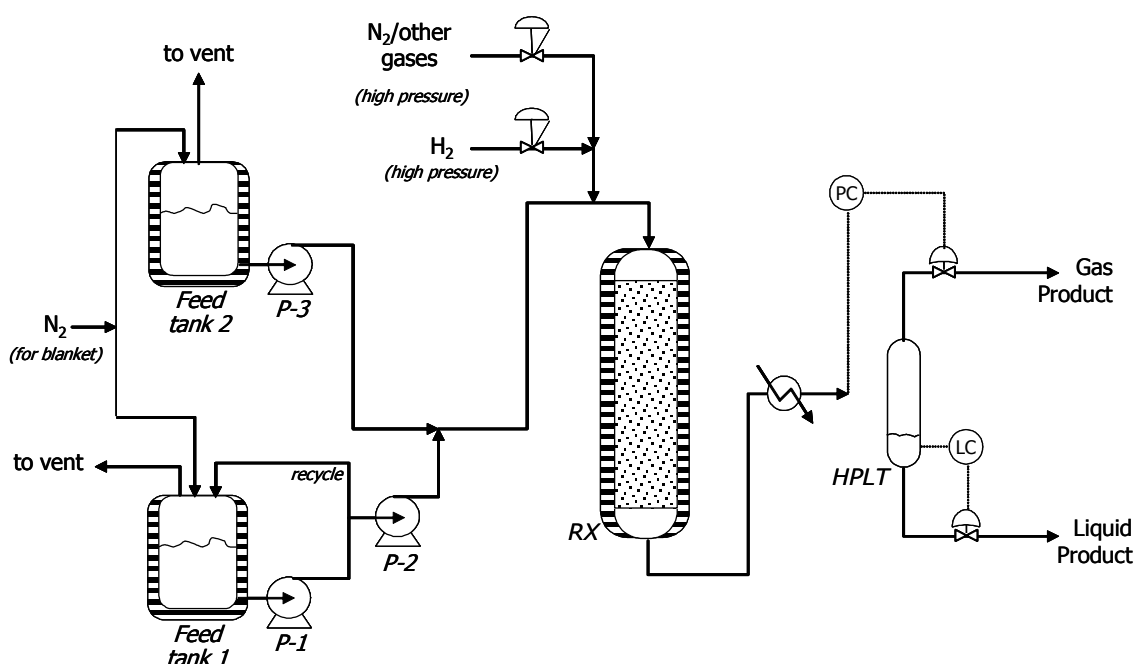 N2/other
gases
(high pressure)
to vent
H2
(high pressure)
PC
Gas
Product
Feed
tank 2
P-3
N2
(for blanket)
to vent
recycle
LC
HPLT
RX
P-2
Liquid
Product
P-1
Feed
tank 1